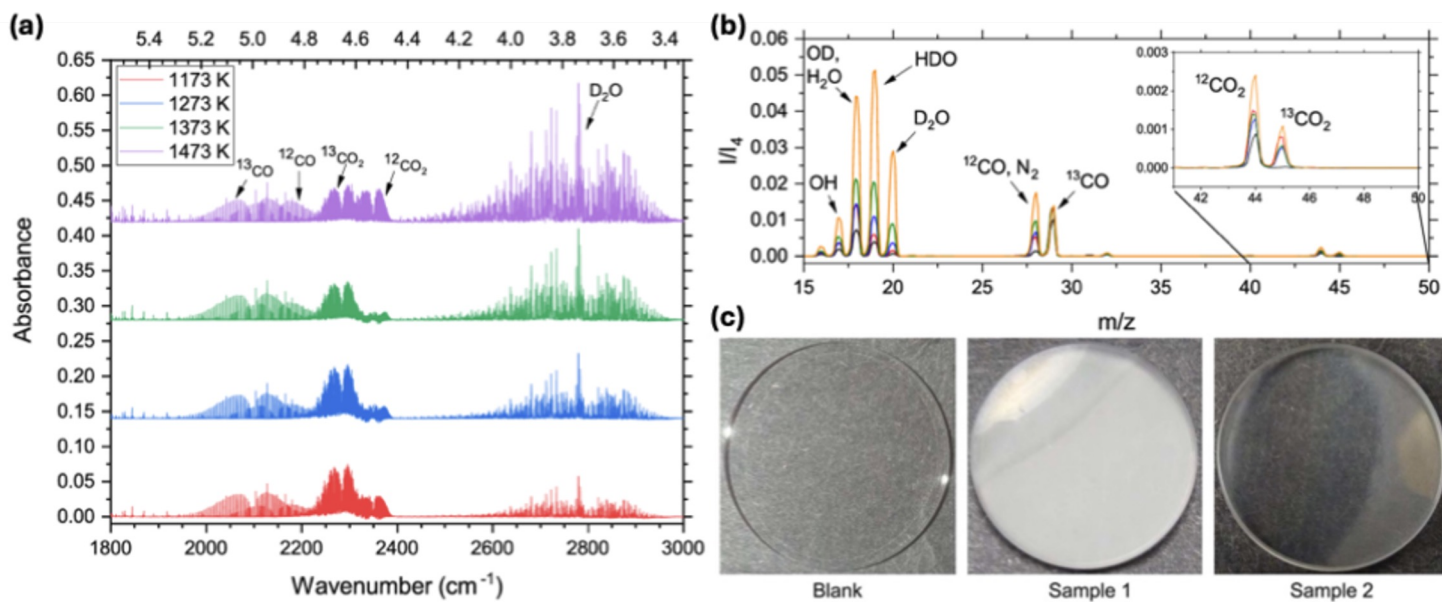 (a)
5.4 5.2 5.0 4.8 4.6 4.4 4.2 4.0 3.8 3.6 3.4
0.65
0.60
0.55
0.50
0.45
0.40
0.35
0.30
0.25
0.20
0.15
0.10
0.05
0.00
Absorbance
1173 K
1273 K
1373 K
1473 K
¹³CO
¹²CO
¹³CO₂
¹²CO₂
D₂O
1800 2000 2200 2400 2600 2800 3000
Wavenumber (cm⁻¹)
(b)
0.06
0.05
0.04
0.03
0.02
0.01
0.00
I/I₄
OD,
H₂O
HDO
D₂O
OH
¹²CO, N₂
¹³CO
0.003
0.002
0.001
0.000
¹²CO₂
¹³CO₂
42 44 46 48 50
15 20 25 30 35 40 45 50
m/z
(c)
Blank
Sample 1
Sample 2